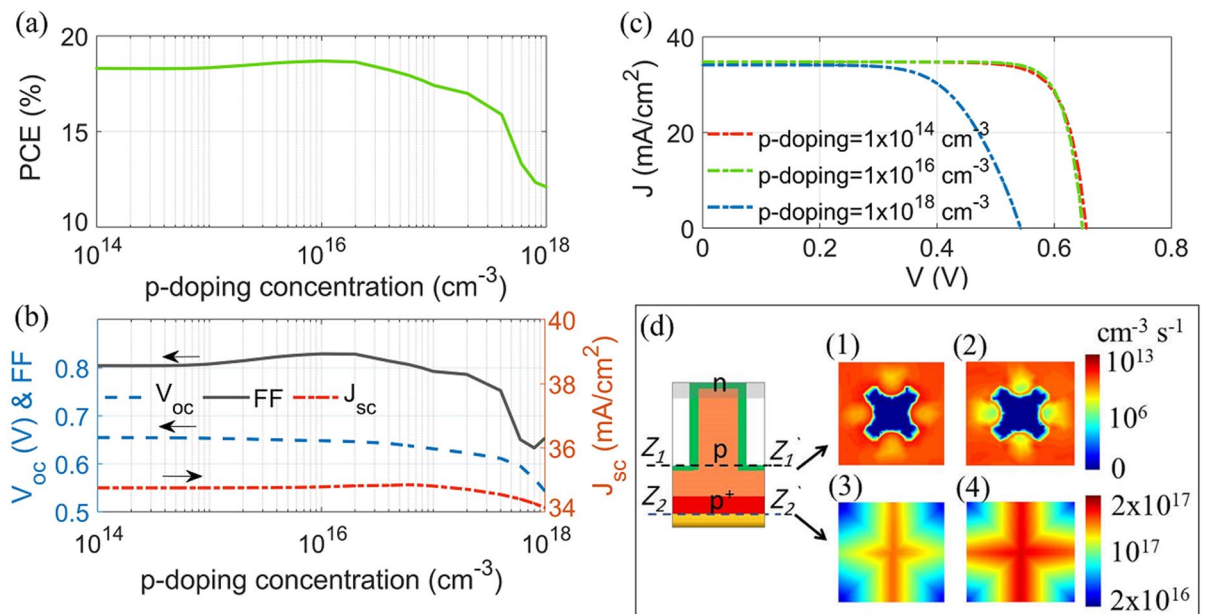 (a)
20
15
10
PCE (%)
10^14
10^16
10^18
p-doping concentration (cm^-3)
(b)
0.8
0.7
0.6
0.5
V_oc (V) & FF
V_oc
FF
J_sc
40
38
36
34
J_sc (mA/cm^2)
10^14
10^16
10^18
p-doping concentration (cm^-3)
(c)
40
20
0
J (mA/cm^2)
p-doping=1x10^14 cm^-3
p-doping=1x10^16 cm^-3
p-doping=1x10^18 cm^-3
0
0.2
0.4
0.6
0.8
V (V)
(d)
n
p
p^+
Z_1
Z_1`
Z_2
Z_2`
(1)
(2)
(3)
(4)
cm^-3 s^-1
10^13
10^6
0
2x10^17
10^17
2x10^16